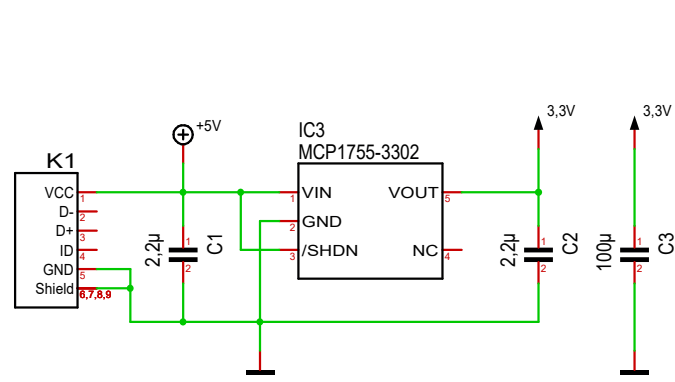 3,3V
3,3V
+5V
IC3
MCP1755-3302
K1
VCC
1
1
VIN
VOUT
5
D-
2
D+
3
2
GND
ID
4
2,2µ
1
2
C1
3
/SHDN
NC
4
2,2µ
1
2
C2
100µ
1
2
C3
GND
5
Shield
6,7,8,9